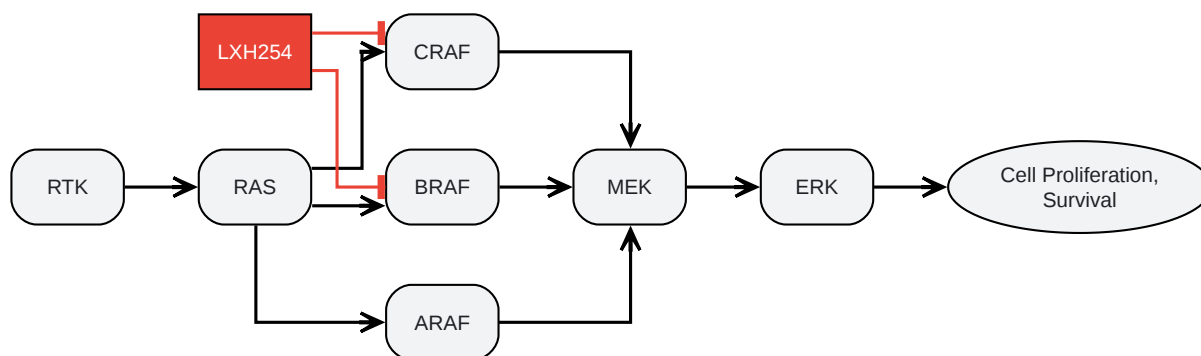 LXH254
CRAF
RTK
RAS
BRAF
MEK
ERK
Cell Proliferation,
Survival
ARAF